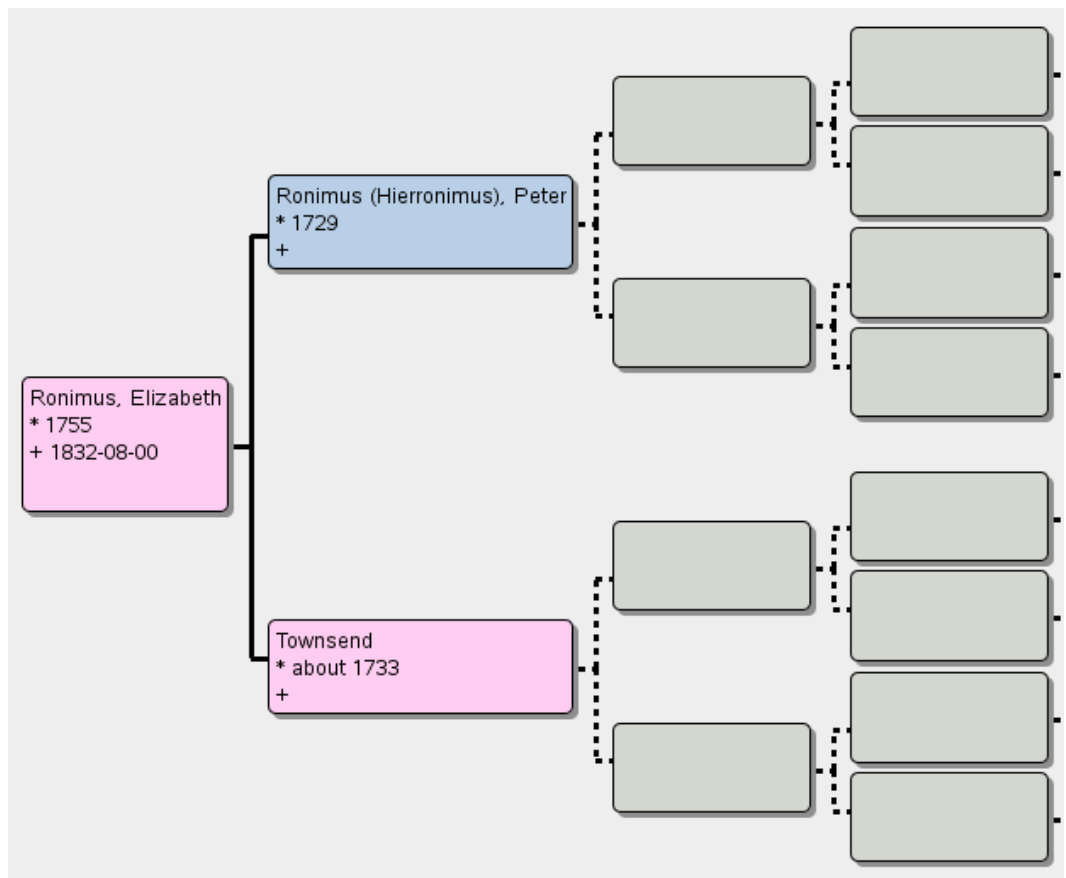 Ronimus (Hierronimus), Peter
* 1729
+
Ronimus, Elizabeth
* 1755
+ 1832-08-00
Townsend
* about 1733
+